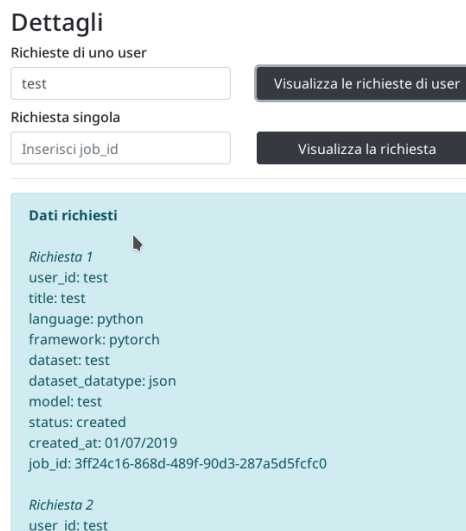 Dettagli
Richieste di uno user
test
Visualizza le richieste di user
Richiesta singola
Inserisci job_id
Visualizza la richiesta
Dati richiesti
Richiesta 1
user_id: test
title: test
language: python
framework: pytorch
dataset: test
dataset_datatype: json
model: test
status: created
created_at: 01/07/2019
job_id: 3ff24c16-868d-489f-90d3-287a5d5fcfc0
Richiesta 2
user_id: test